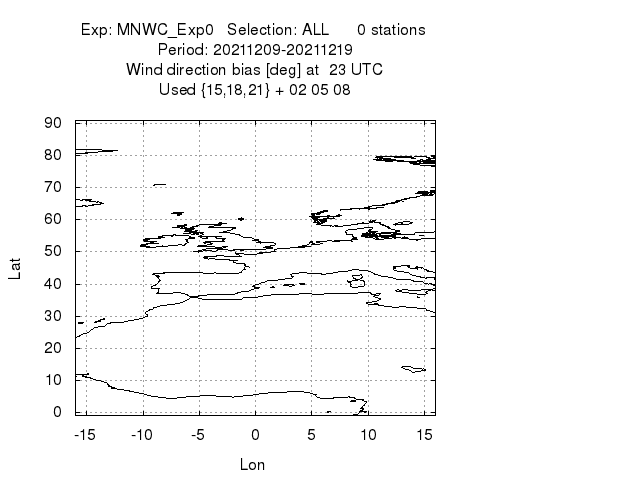 Exp: MNWC_Exp0   Selection: ALL      0 stations
Period: 20211209-20211219
Wind direction bias [deg] at  23 UTC
Used {15,18,21} + 02 05 08
90
80
70
60
50
40
30
20
10
0
Lat
-15 -10 -5 0 5 10 15
Lon